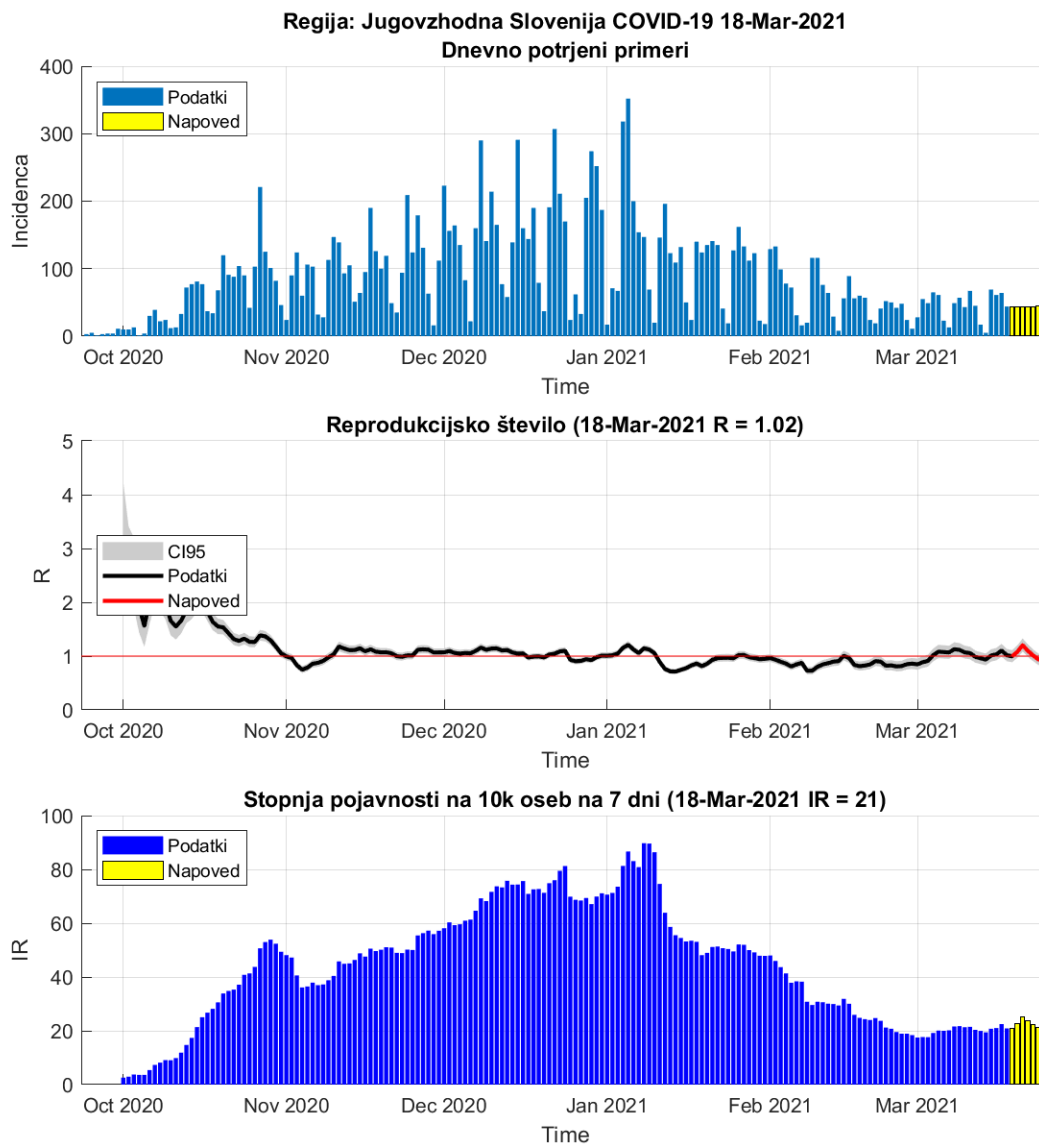 Regija: Jugovzhodna Slovenija COVID-19 18-Mar-2021
Dnevno potrjeni primeri
400
300
200
100
0
Incidenca
Podatki
Napoved
Oct 2020 Nov 2020 Dec 2020 Jan 2021 Feb 2021 Mar 2021
Time
Reprodukcijsko število (18-Mar-2021 R = 1.02)
5
4
3
2
1
0
R
CI95
Podatki
Napoved
Oct 2020 Nov 2020 Dec 2020 Jan 2021 Feb 2021 Mar 2021
Time
Stopnja pojavnosti na 10k oseb na 7 dni (18-Mar-2021 IR = 21)
100
80
60
40
20
0
IR
Podatki
Napoved
Oct 2020 Nov 2020 Dec 2020 Jan 2021 Feb 2021 Mar 2021
Time